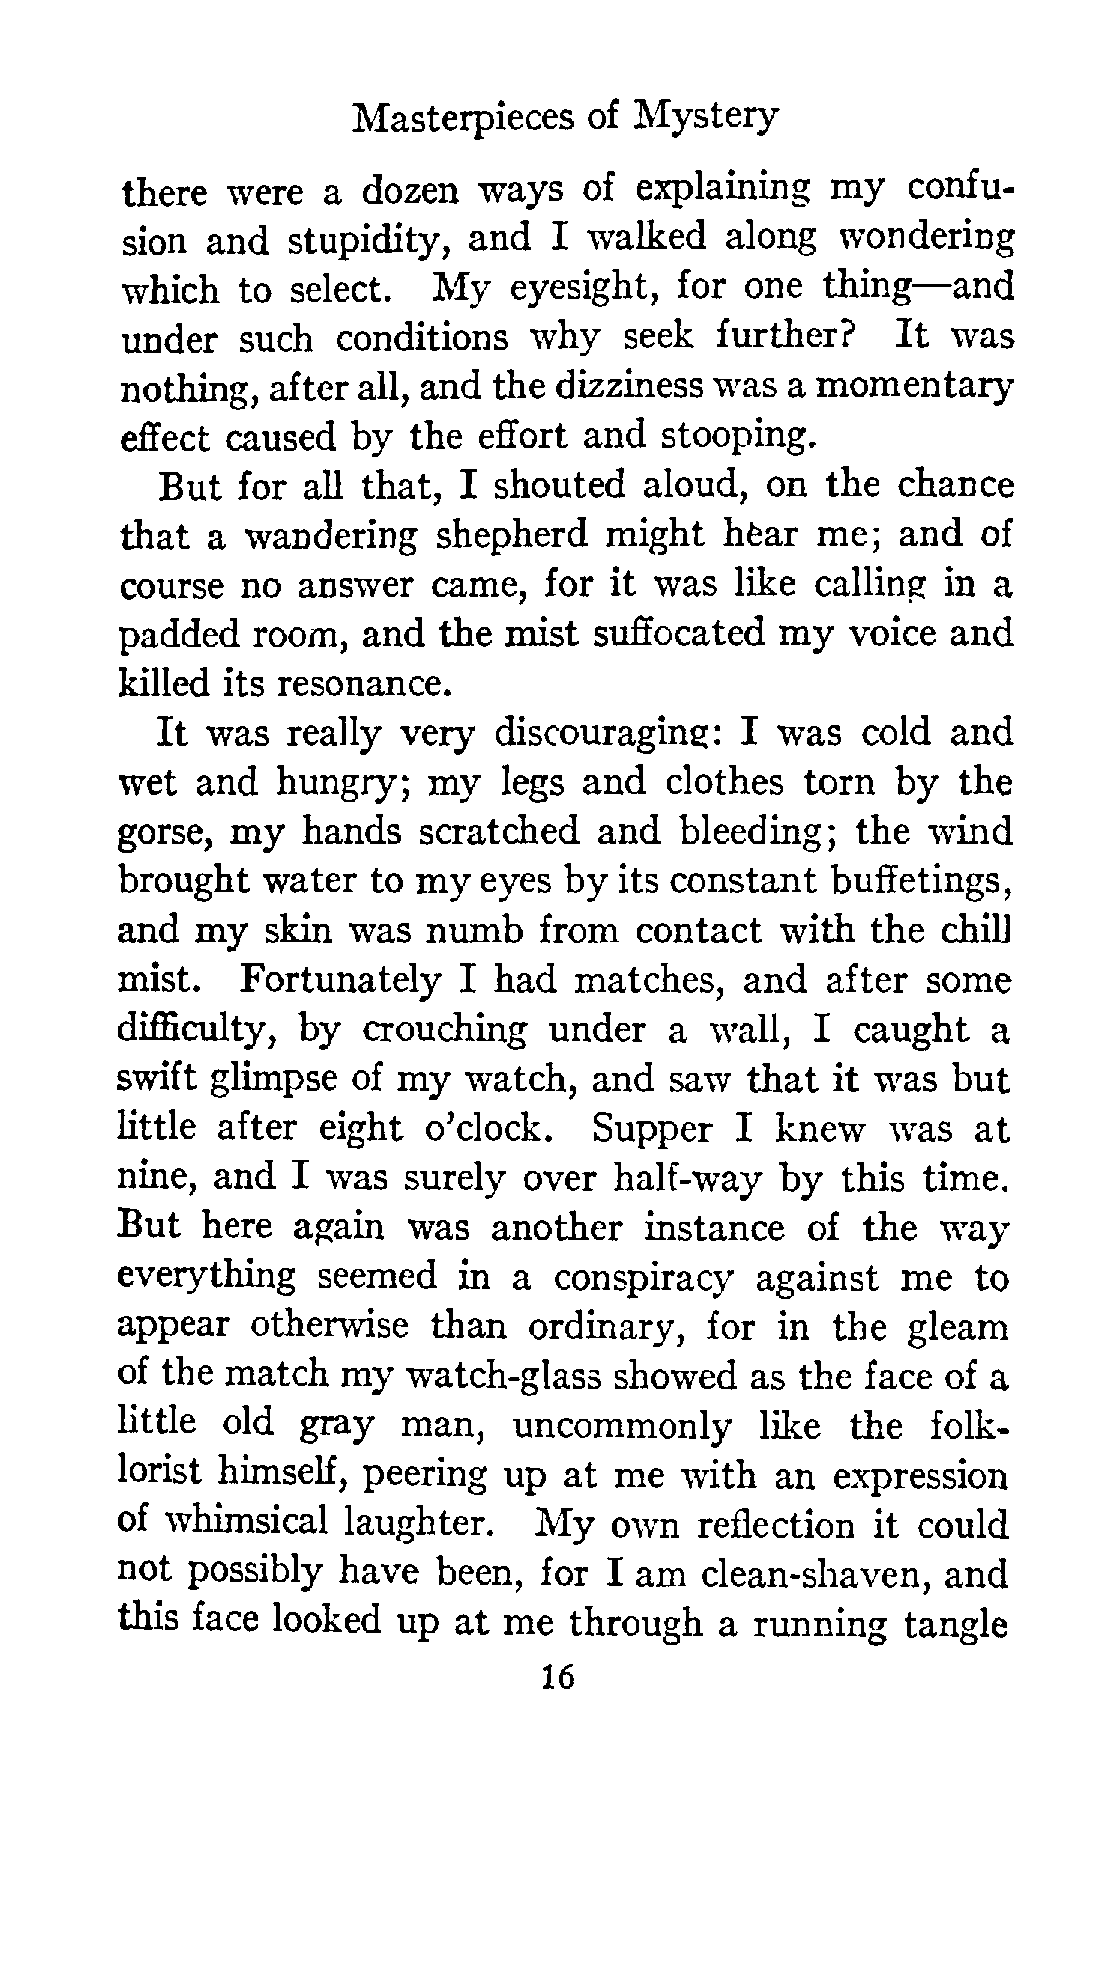 Masterpieces of Mystery
there were a dozen ways of explaining my confu-
sion and stupidity, and I walked along wondering
which to select. My eyesight, for one thing—and
under such conditions why seek further? It was
nothing, after all, and the dizziness was a momentary
effect caused by the effort and stooping.
But for all that, I shouted aloud, on the chance
that a wandering shepherd might hear me; and of
course no answer came, for it was like calling in a
padded room, and the mist suffocated my voice and
killed its resonance.
It was really very discouraging: I was cold and
wet and hungry; my legs and clothes torn by the
gorse, my hands scratched and bleeding; the wind
brought water to my eyes by its constant buffetings,
and my skin was numb from contact with the chill
mist. Fortunately I had matches, and after some
difficulty, by crouching under a wall, I caught a
swift glimpse of my watch, and saw that it was but
little after eight o'clock. Supper I knew was at
nine, and I was surely over half-way by this time.
But here again was another instance of the way
everything seemed in a conspiracy against me to
appear otherwise than ordinary, for in the gleam
of the match my watch-glass showed as the face of a
little old gray man, uncommonly like the folk-
lorist himself, peering up at me with an expression
of whimsical laughter. My own reflection it could
not possibly have been, for I am clean-shaven, and
this face looked up at me through a running tangle
16